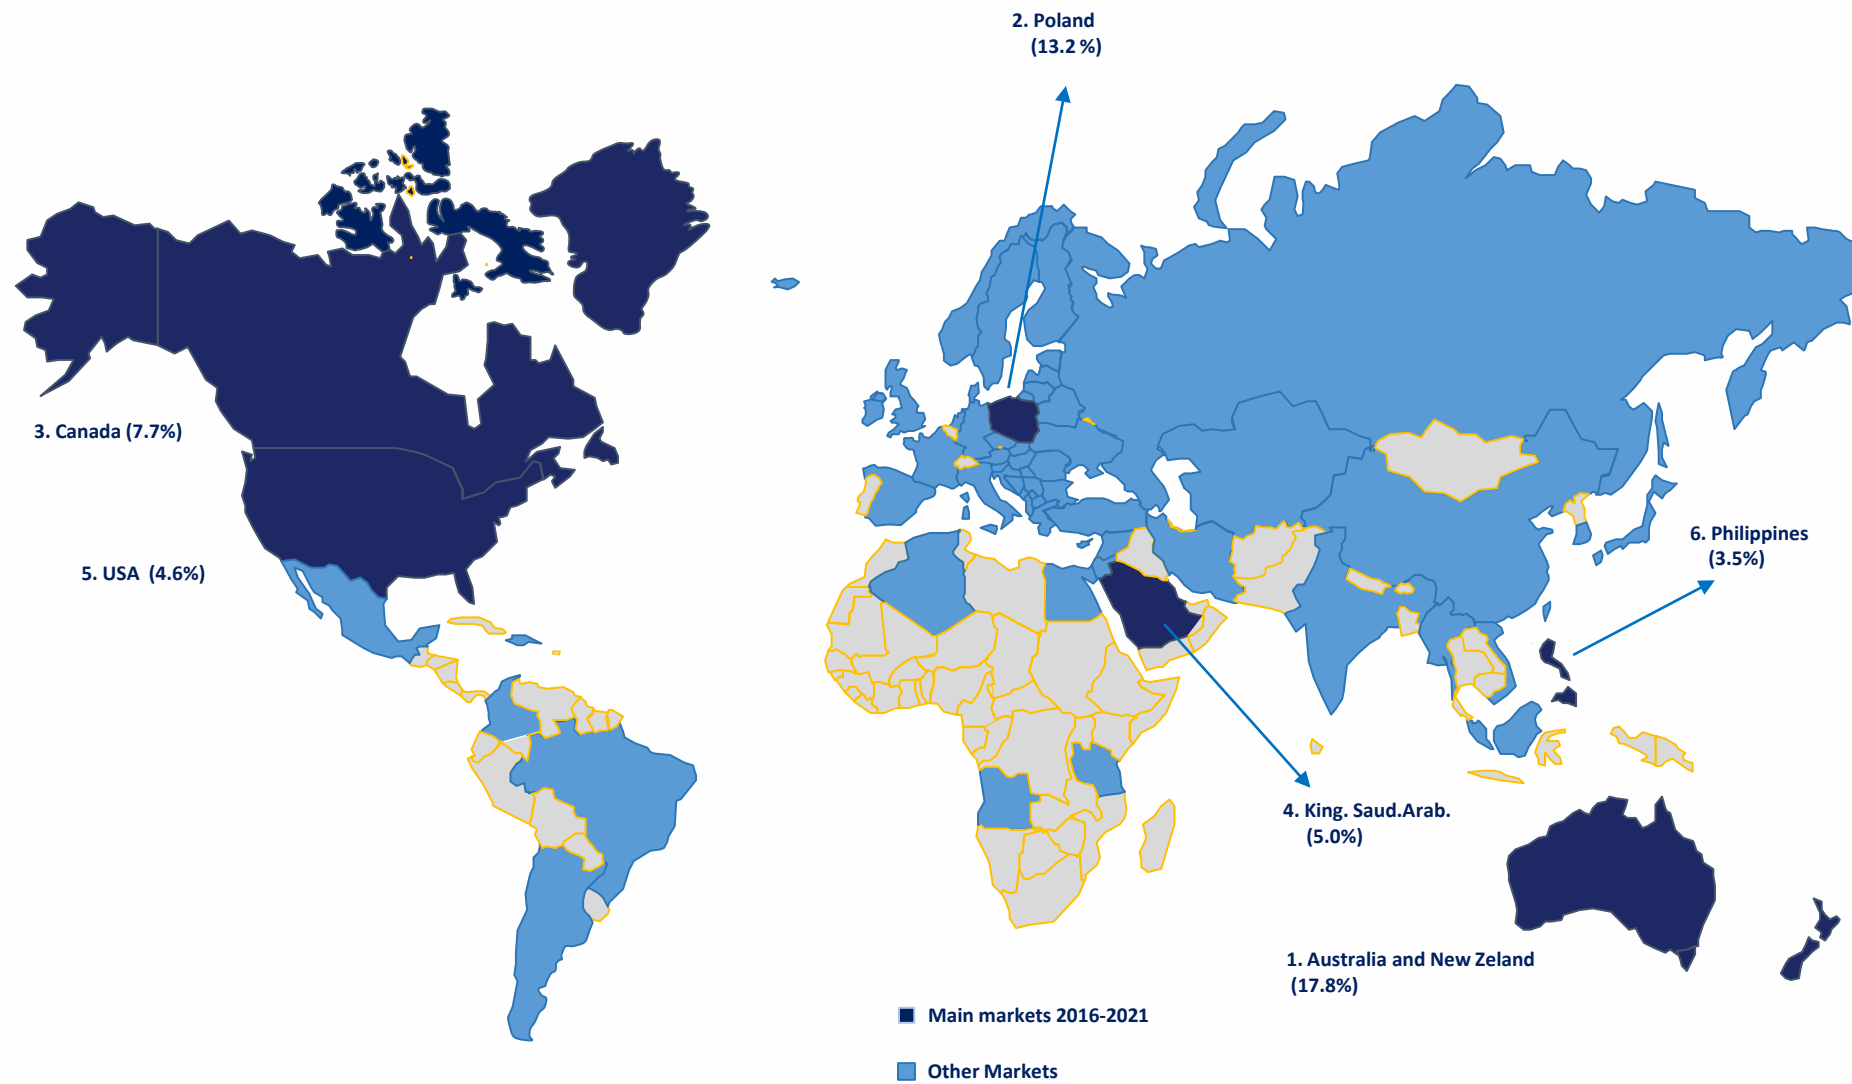 2. Poland
(13.2 %)
3. Canada (7.7%)
5. USA (4.6%)
6. Philippines
(3.5%)
4. King. Saud.Arab.
(5.0%)
1. Australia and New Zeland
(17.8%)
Main markets 2016-2021
Other Markets